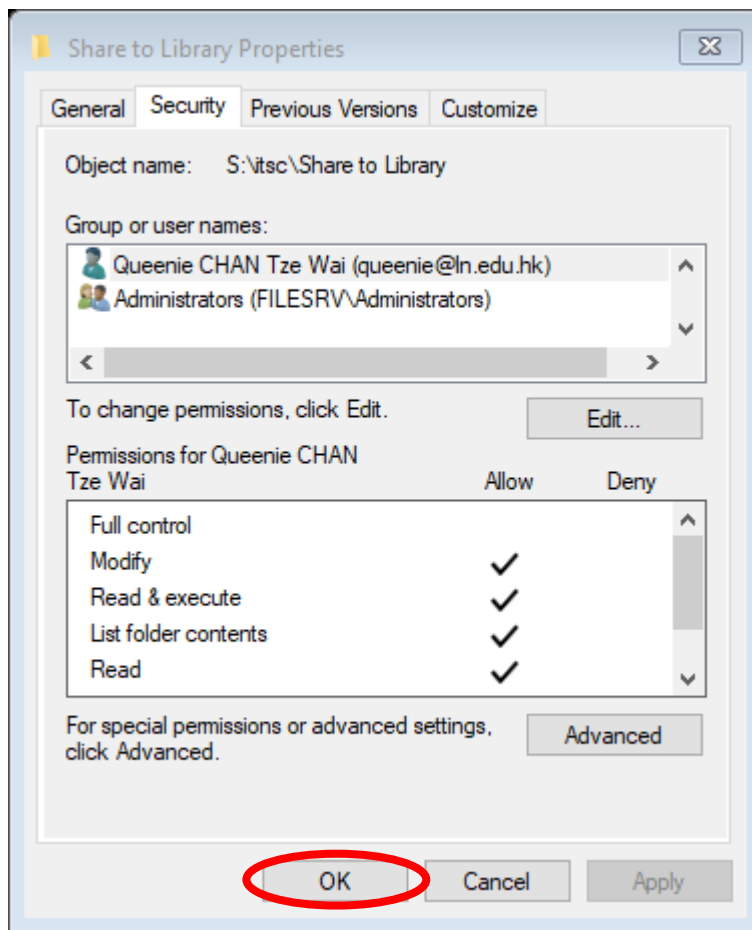 Share to Library Properties
General Security Previous Versions Customize
Object name: S:\itsc\Share to Library
Group or user names:
Queenie CHAN Tze Wai (queenie@ln.edu.hk)
Administrators (FILESRV\Administrators)
To change permissions, click Edit.
Edit...
Permissions for Queenie CHAN
Tze Wai Allow Deny
Full control
Modify
Read & execute
List folder contents
Read
For special permissions or advanced settings,
click Advanced.
Advanced
OK Cancel Apply